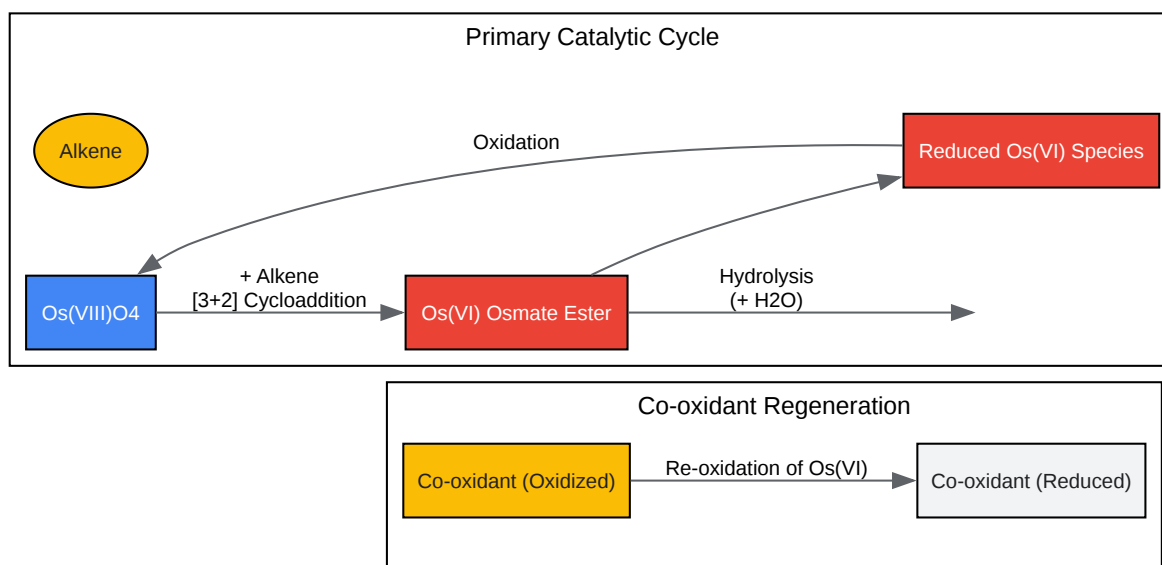 Primary Catalytic Cycle
Alkene
Oxidation
Reduced Os(VI) Species
Os(VIII)O4
+ Alkene
[3+2] Cycloaddition
Os(VI) Osmate Ester
Hydrolysis
(+ H2O)
Co-oxidant Regeneration
Co-oxidant (Oxidized)
Re-oxidation of Os(VI)
Co-oxidant (Reduced)